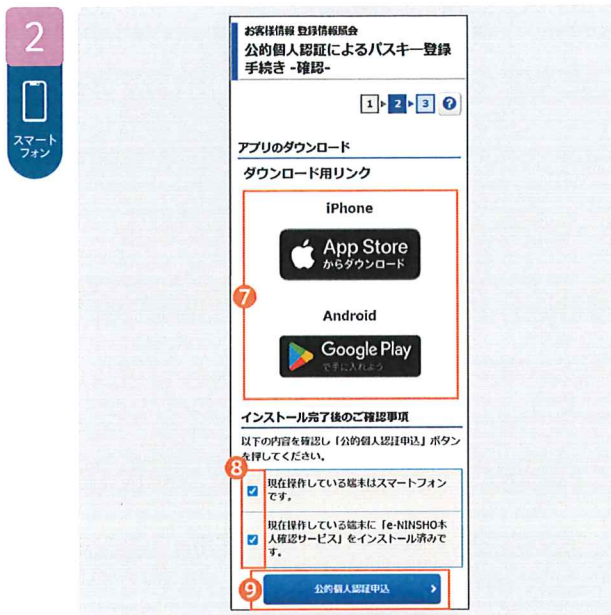 2
スマート
フォン
お客様情報 登録情報照会
公的個人認証によるパスキー登録
手続き -確認-
1 2 3 ?
アプリのダウンロード
ダウンロード用リンク
7
iPhone
App Store
からダウンロード
Android
Google Play
で手に入れよう
インストール完了後のご確認事項
以下の内容を確認し「公的個人認証申込」ボタン
を押してください。
8
現在操作している端末はスマートフォン
です。
現在操作している端末に「e-NINSHO本
人確認サービス」をインストール済みで
す。
9
公的個人認証申込